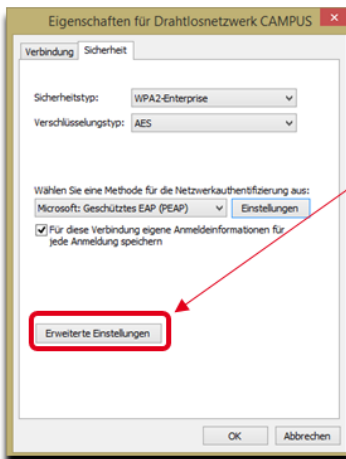 Eigenschaften für Drahtlosnetzwerk CAMPUS
Verbindung Sicherheit
Sicherheitstyp: WPA2-Enterprise
Verschlüsselungstyp: AES
Wählen Sie eine Methode für die Netzwerkauthentifizierung aus:
Microsoft: Geschütztes EAP (PEAP) Einstellungen
Für diese Verbindung eigene Anmeldeinformationen für
jede Anmeldung speichern
Erweiterte Einstellungen
OK Abbrechen